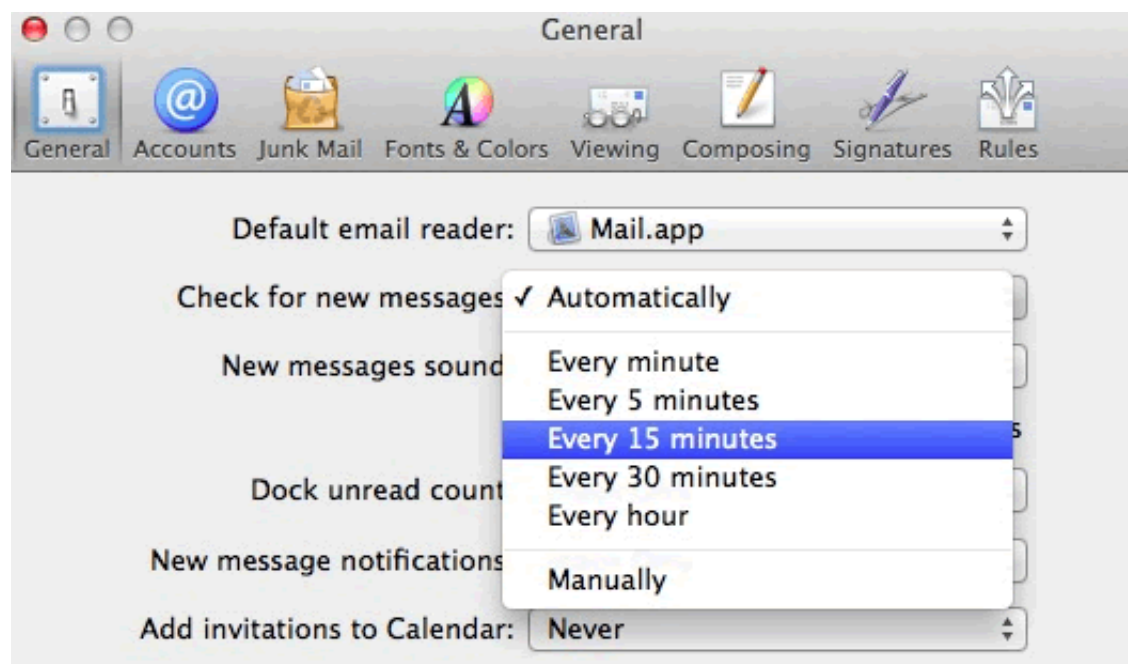 General
General Accounts Junk Mail Fonts & Colors Viewing Composing Signatures Rules
Default email reader: Mail.app
Check for new messages ✓ Automatically
Every minute
New messages sound
Every 5 minutes
Every 15 minutes
s
Every 30 minutes
Dock unread count
Every hour
New message notifications
Manually
Add invitations to Calendar: Never